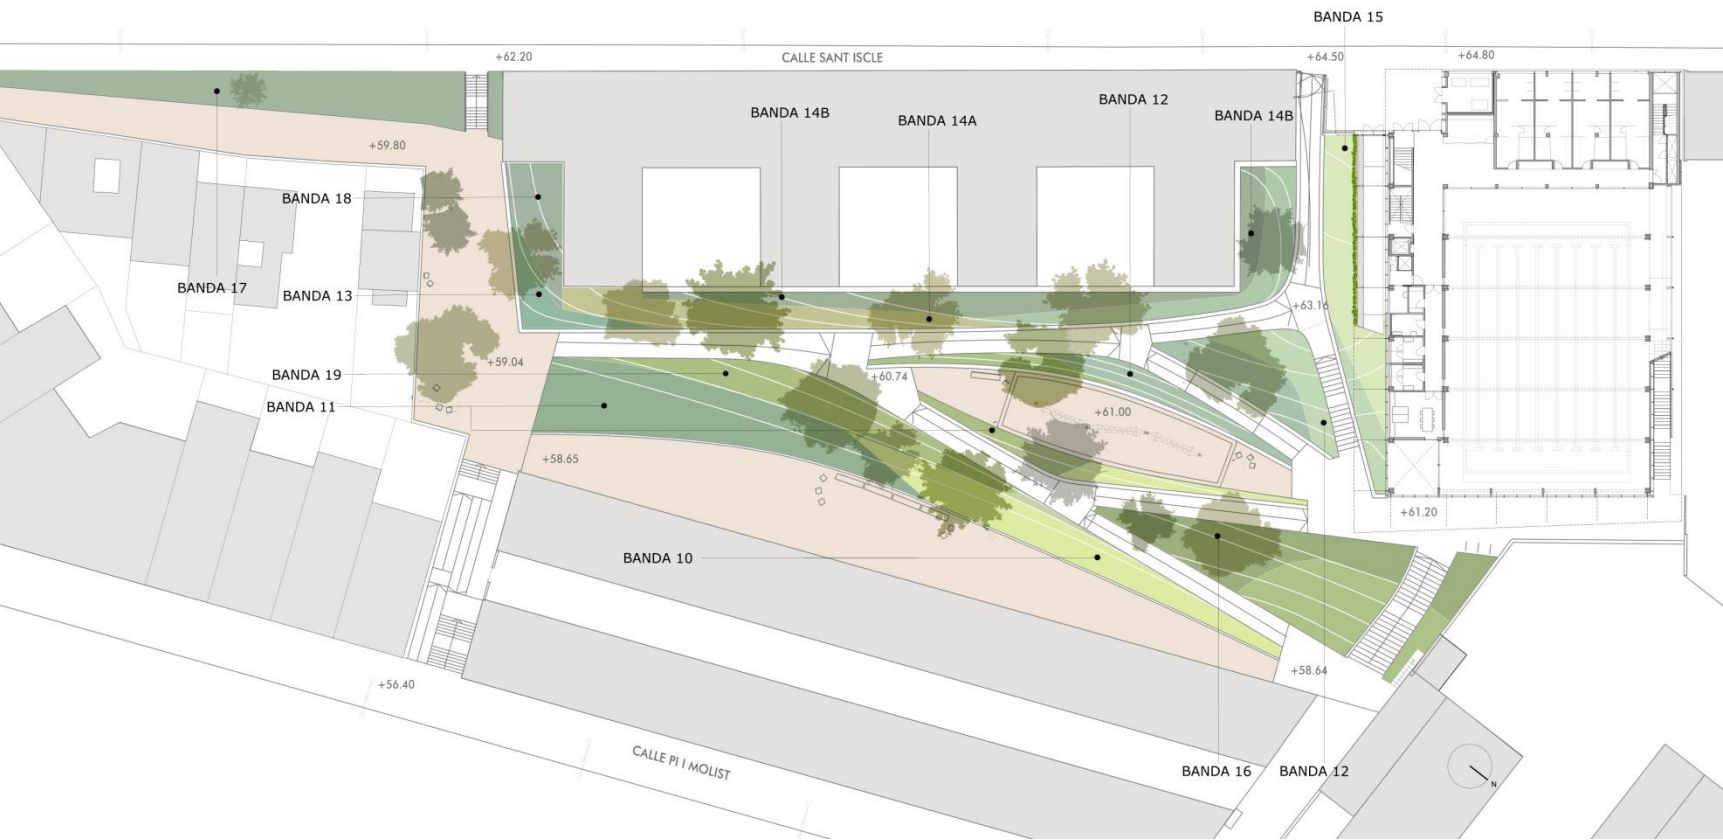 BANDA 15
+62.20
CALLE SANT ISCLE
+64.50
+64.80
BANDA 14B
BANDA 14A
BANDA 12
BANDA 14B
+59.80
BANDA 18
BANDA 17
BANDA 13
+63.16
+59.04
BANDA 19
+60.74
BANDA 11
+61.00
+58.65
+61.20
BANDA 10
+58.64
+56.40
CALLE PI I MOLIST
BANDA 16
BANDA 12
N